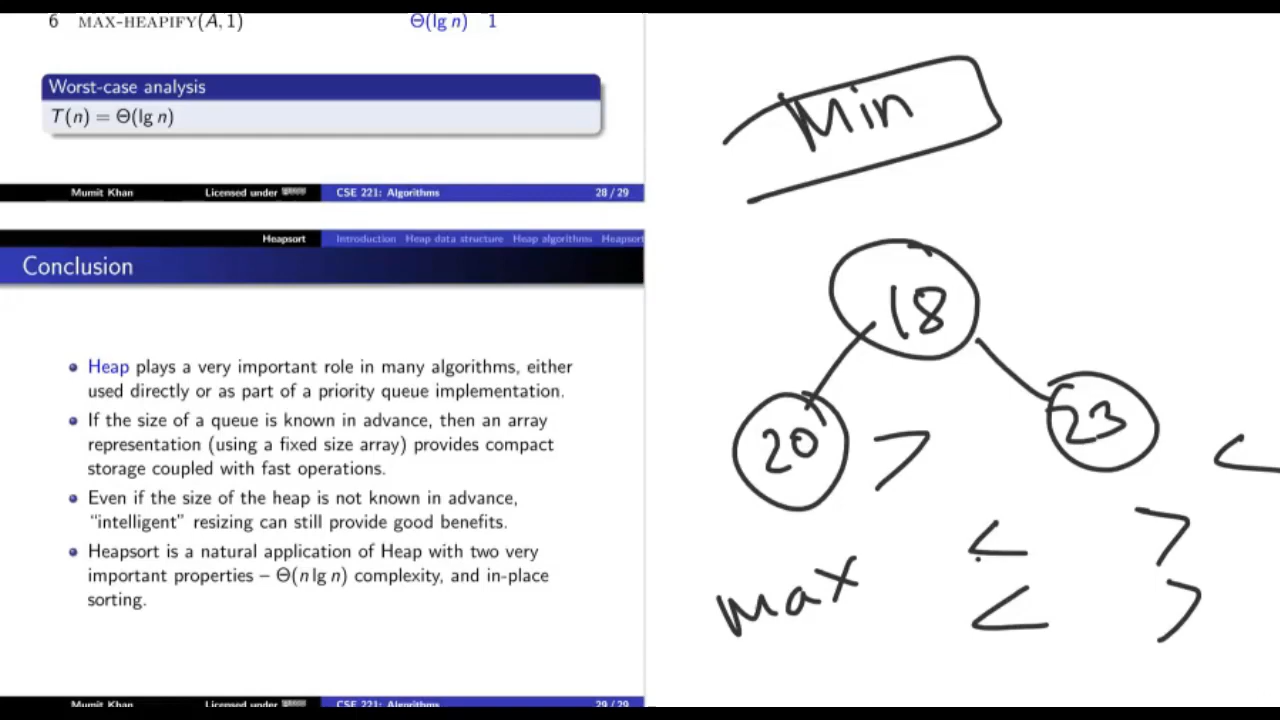 6 MAX-HEAPIFY(A, 1) Θ(lg n) 1
Worst-case analysis
T(n) = Θ(lg n)
Mumit Khan Licensed under CSE 221: Algorithms 28 / 29
Heapsort Introduction Heap data structure Heap algorithms Heapsort
Conclusion
Heap plays a very important role in many algorithms, either
used directly or as part of a priority queue implementation.
If the size of a queue is known in advance, then an array
representation (using a fixed size array) provides compact
storage coupled with fast operations.
Even if the size of the heap is not known in advance,
“intelligent” resizing can still provide good benefits.
Heapsort is a natural application of Heap with two very
important properties – Θ(n lg n) complexity, and in-place
sorting.
Mumit Khan Licensed under CSE 221: Algorithms 29 / 29
Min
18
20 > 23 <
< >
max < >